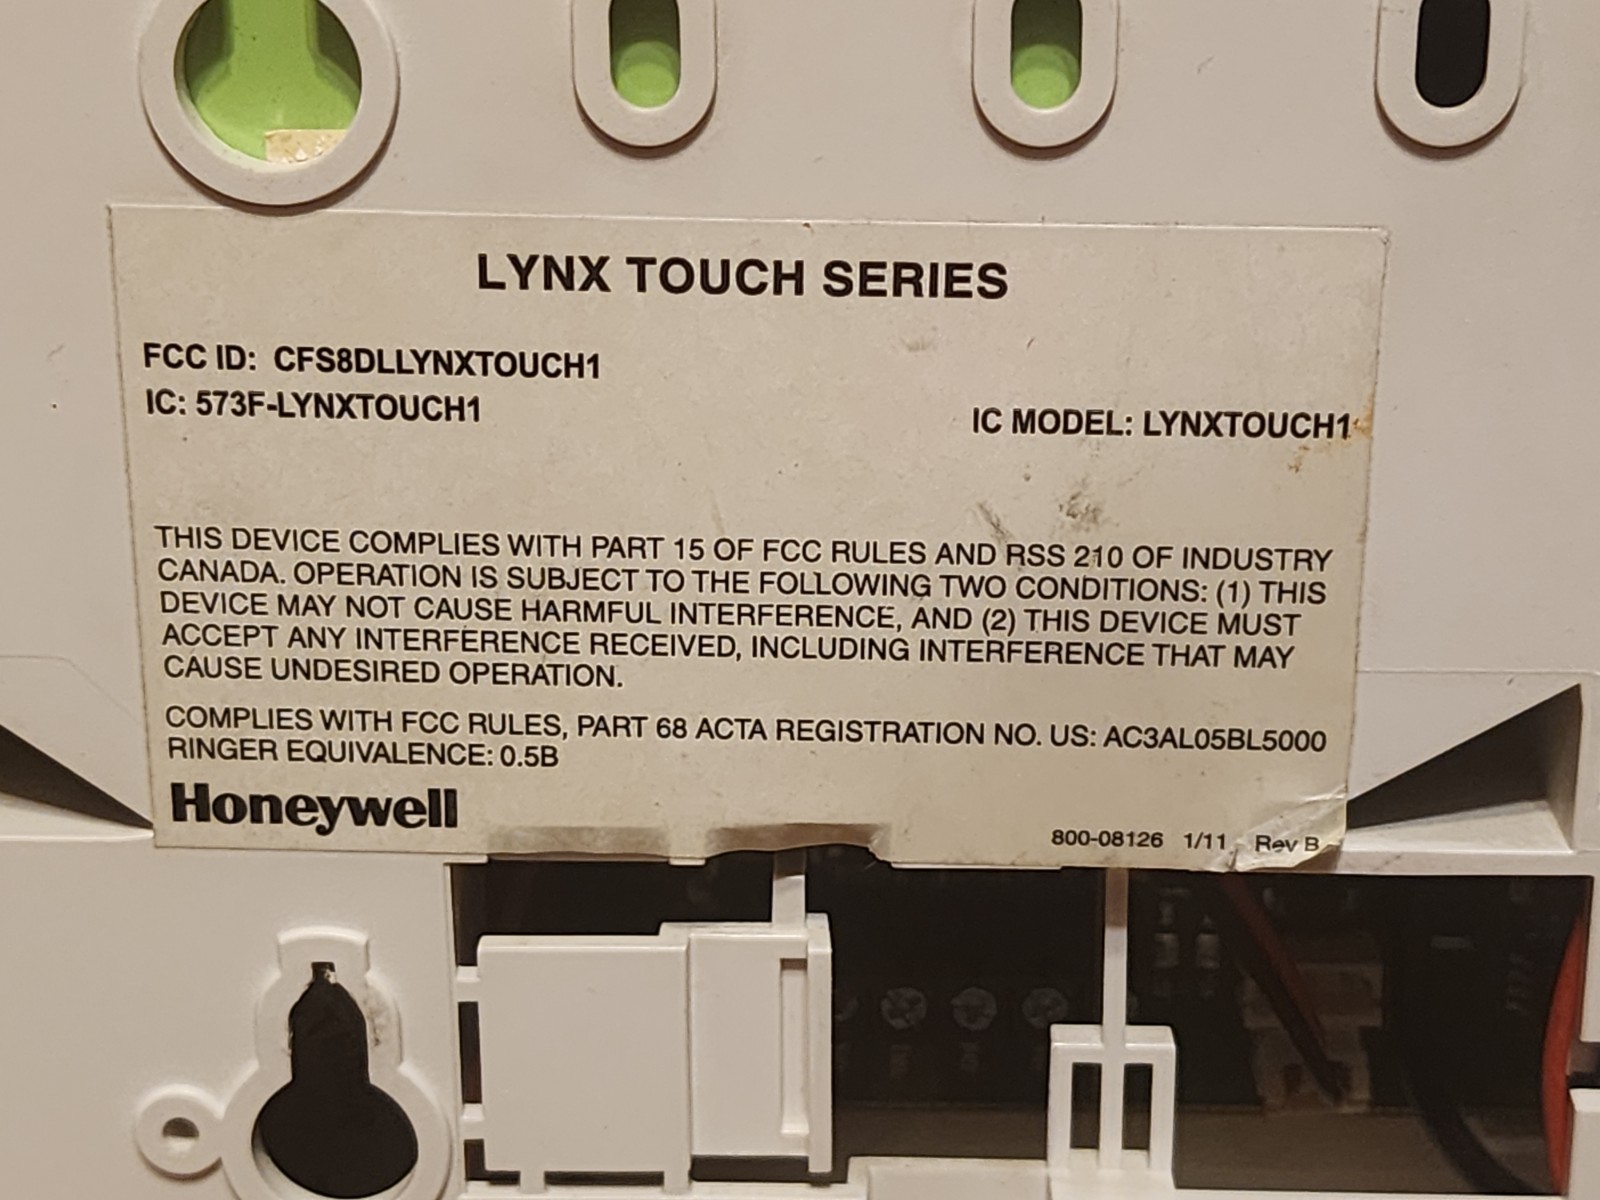 LYNX TOUCH SERIES
FCC ID: CFS8DLLYNXTOUCH1
IC: 573F-LYNXTOUCH1
IC MODEL: LYNXTOUCH1
THIS DEVICE COMPLIES WITH PART 15 OF FCC RULES AND RSS 210 OF INDUSTRY
CANADA. OPERATION IS SUBJECT TO THE FOLLOWING TWO CONDITIONS: (1) THIS
DEVICE MAY NOT CAUSE HARMFUL INTERFERENCE, AND (2) THIS DEVICE MUST
ACCEPT ANY INTERFERENCE RECEIVED, INCLUDING INTERFERENCE THAT MAY
CAUSE UNDESIRED OPERATION.
COMPLIES WITH FCC RULES, PART 68 ACTA REGISTRATION NO. US: AC3AL05BL5000
RINGER EQUIVALENCE: 0.5B
Honeywell
800-08126 1/11 Rev B